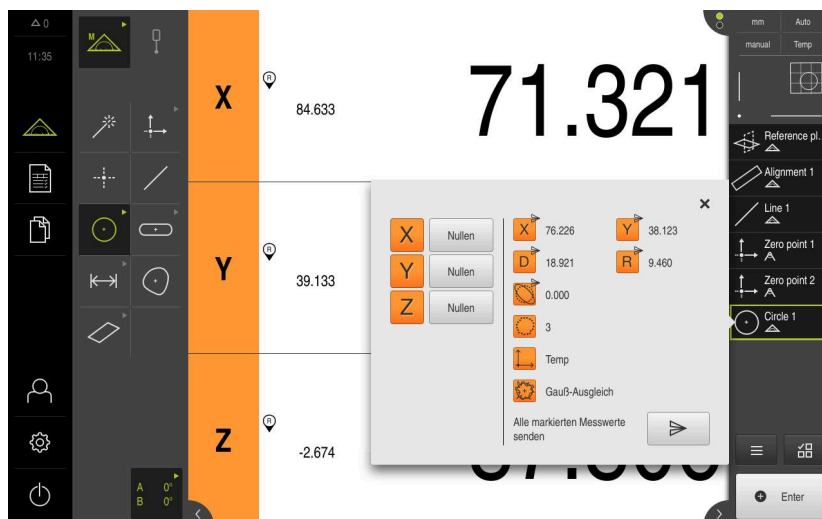 0
11:35
M
A 0°
B 0°
X
R
84.633
71.321
Y
R
39.133
Z
R
-2.674
X Nullen
Y Nullen
Z Nullen
X 76.226 Y 38.123
D 18.921 R 9.460
0.000
3
Temp
Gauß-Ausgleich
Alle markierten Messwerte
senden
mm Auto
manual Temp
Reference pl.
Alignment 1
Line 1
Zero point 1
Zero point 2
Circle 1
Enter